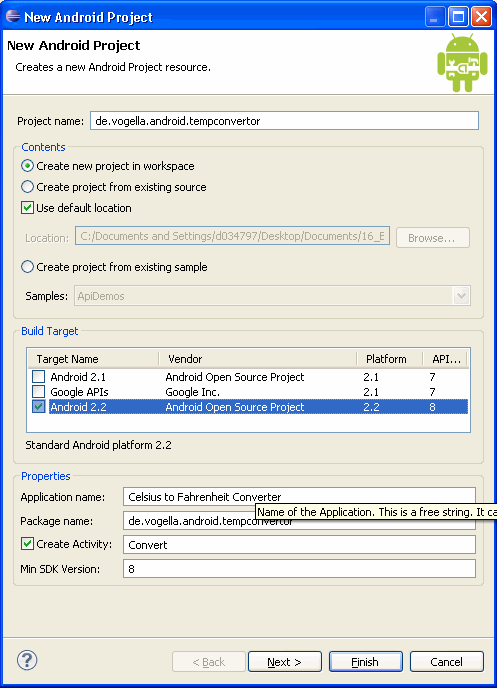 New Android Project
New Android Project
Creates a new Android Project resource.
Project name: de.vogella.android.tempconvertor
Contents
Create new project in workspace
Create project from existing source
Use default location
Location: C:/Documents and Settings/d034797/Desktop/Documents/16_E Browse...
Create project from existing sample
Samples: ApiDemos
Build Target
Target Name Vendor Platform API...
Android 2.1 Android Open Source Project 2.1 7
Google APIs Google Inc. 2.1 7
Android 2.2 Android Open Source Project 2.2 8
Standard Android platform 2.2
Properties
Application name: Celsius to Fahrenheit Converter
Name of the Application. This is a free string. It ca
Package name: de.vogella.android.tempconvertor
Create Activity: Convert
Min SDK Version: 8
? < Back Next > Finish Cancel